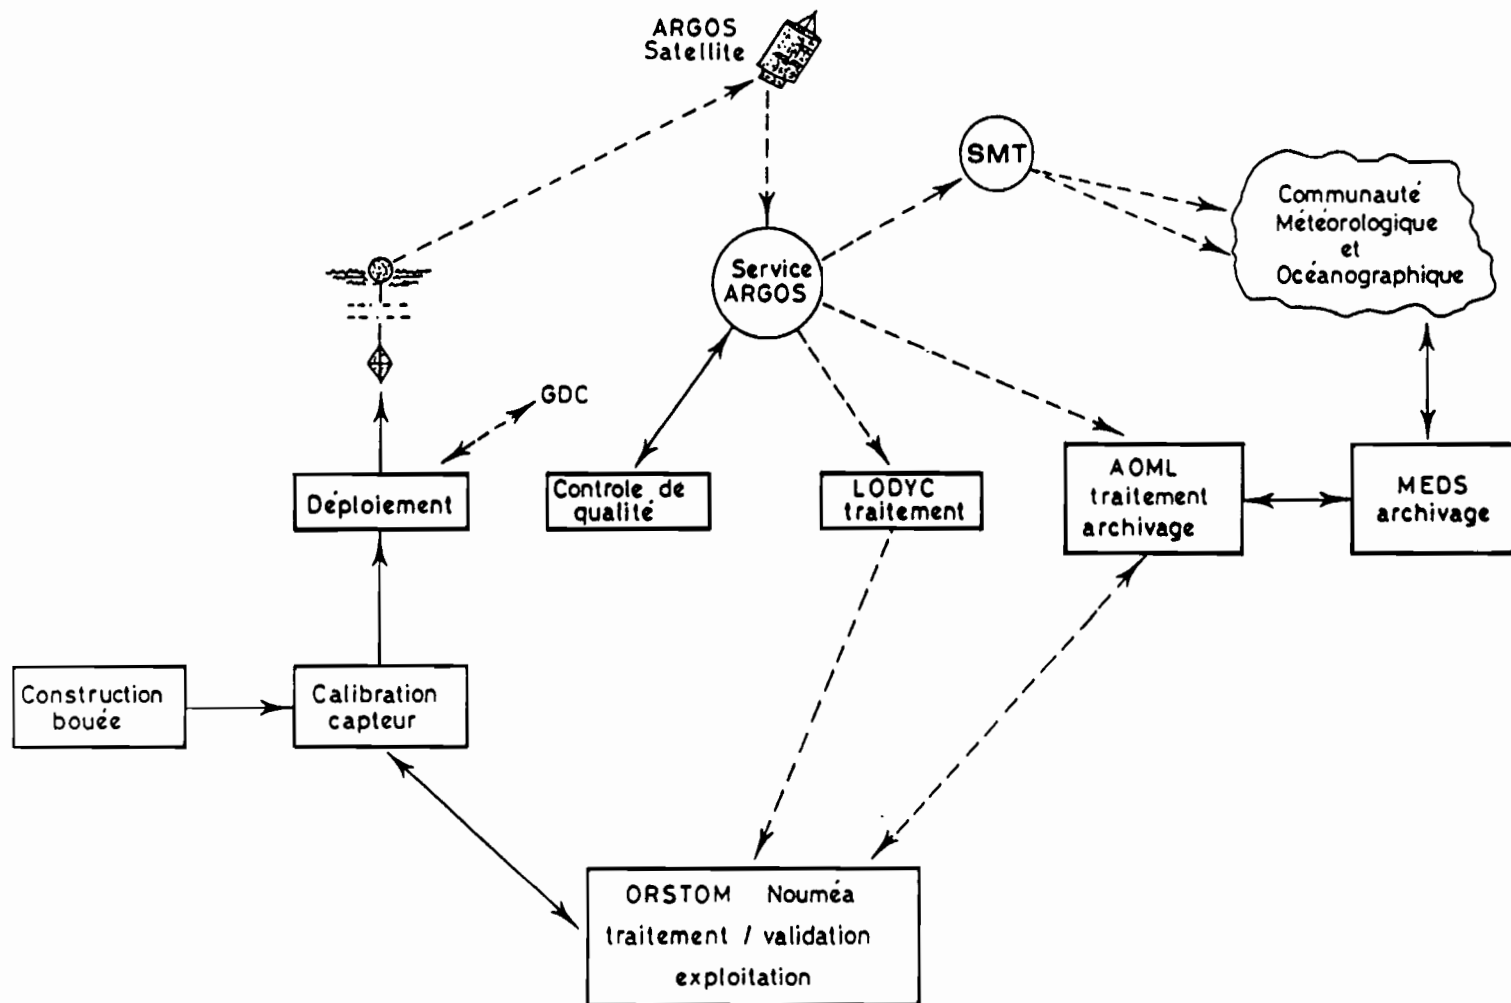 ARGOS
Satellite
SMT
Communauté
Météorologique
et
Océanographique
Service
ARGOS
GDC
Déploiement
Controle de
qualité
LODYC
traitement
AOML
traitement
archivage
MEDS
archivage
Construction
bouée
Calibration
capteur
ORSTOM Nouméa
traitement / validation
exploitation